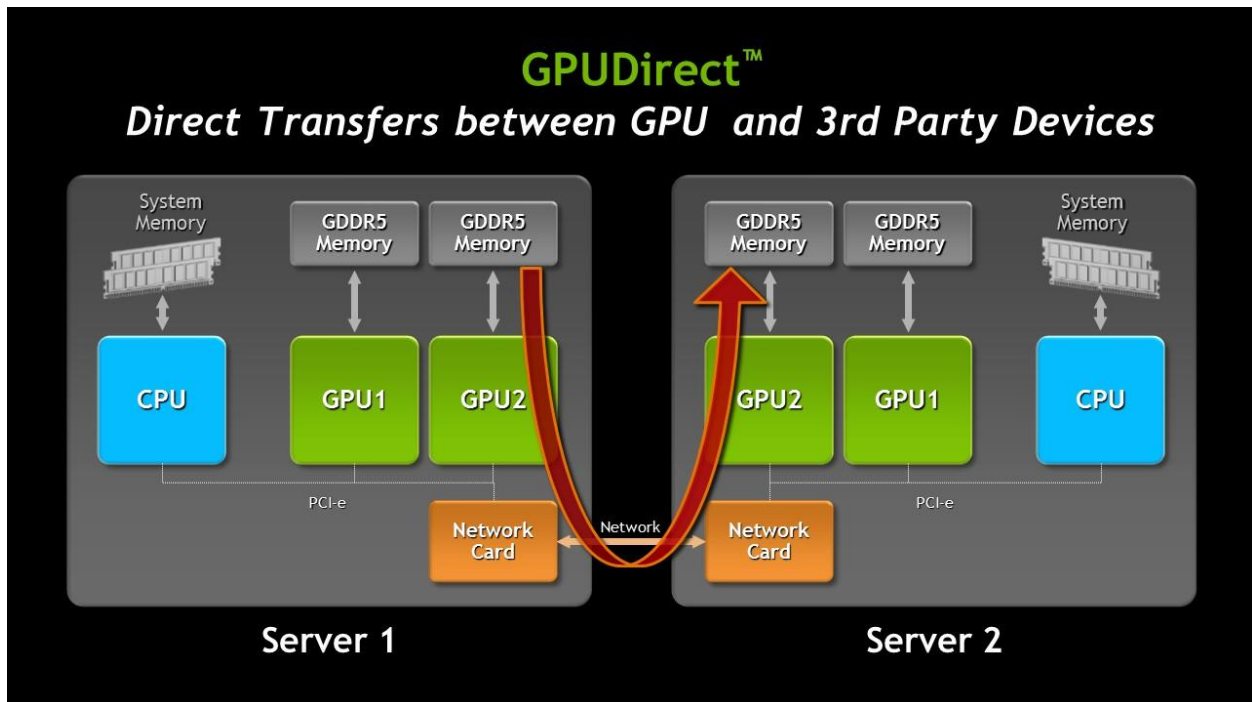 GPUDirect™
Direct Transfers between GPU and 3rd Party Devices
System
Memory
GDDR5
Memory
GDDR5
Memory
CPU
GPU1
GPU2
PCI-e
Network
Card
Server 1
Network
GDDR5
Memory
GDDR5
Memory
System
Memory
GPU2
GPU1
CPU
PCI-e
Network
Card
Server 2